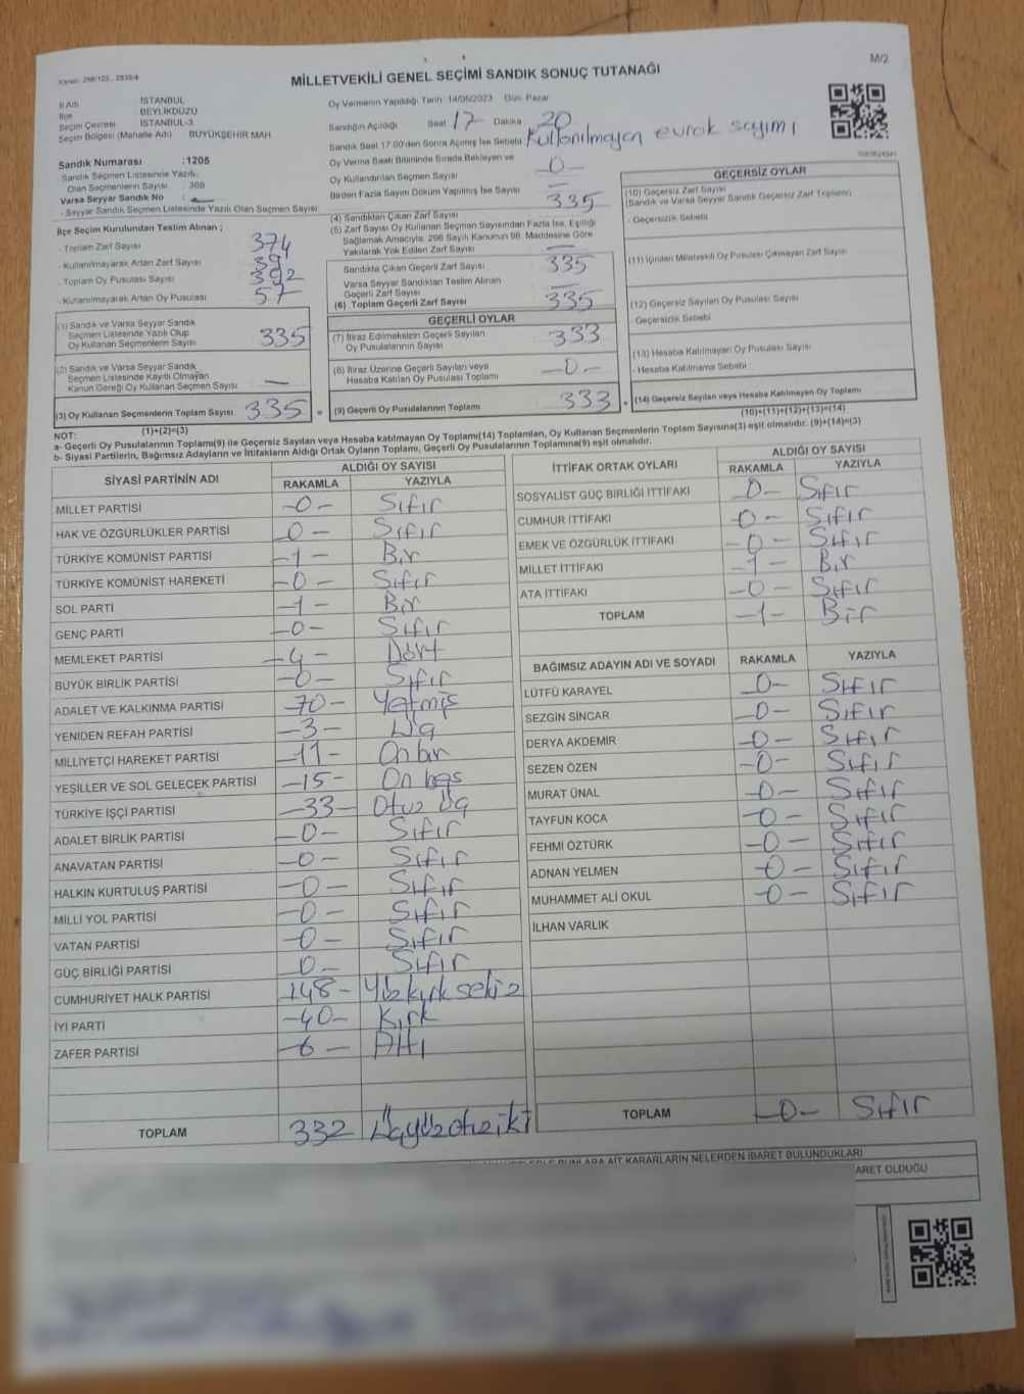 MİLLETVEKİLİ GENEL SEÇİMİ SANDIK SONUÇ TUTANAĞI
M/2
İli/Adı İSTANBUL
İlçe BEYLİKDÜZÜ
Seçim Çevresi İSTANBUL-3
Seçim Bölgesi (Mahalle Adı) BÜYÜKŞEHİR MAH.
Sandık Numarası :1205
Sandık Seçmen Listesinde Yazılı
Olan Seçmenlerin Sayısı : 368
Varsa Seyyar Sandık No :
- Seyyar Sandık Seçmen Listesinde Yazılı Olan Seçmen Sayısı
İlçe Seçim Kurulundan Teslim Alınan ;
- Toplam Zarf Sayısı 374
- Kullanılmayarak Artan Zarf Sayısı 39
- Toplam Oy Pusulası Sayısı 392
- Kullanılmayarak Artan Oy Pusulası 57
(1) Sandık ve Varsa Seyyar Sandık
Seçmen Listesinde Yazılı Olup
Oy Kullanan Seçmenlerin Sayısı 335
(2) Sandık ve Varsa Seyyar Sandık
Seçmen Listesinde Kayıtlı Olmayan
Kanun Gereği Oy Kullanan Seçmen Sayısı —
(3) Oy Kullanan Seçmenlerin Toplam Sayısı 335 =
(1)+(2)=(3)
Oy Vermenin Yapıldığı Tarih: 14/05/2023 Gün: Pazar
Sandığın Açıldığı Saat 17 Dakika 20
Sandık Saat 17.00'den Sonra Açılmış İse Sebebi Kullanılmayan evrak sayımı
Oy Verme Saati Bitiminde Sırada Bekleyen ve
Oy Kullandırılan Seçmen Sayısı -0-
Birden Fazla Sayım Döküm Yapılmış İse Sayısı —
(4) Sandıktan Çıkan Zarf Sayısı 335
(5) Zarf Sayısı Oy Kullanan Seçmen Sayısından Fazla İse, Eşitliği
Sağlamak Amacıyla, 298 Sayılı Kanunun 98. Maddesine Göre
Yakılarak Yok Edilen Zarf Sayısı —
Sandıkta Çıkan Geçerli Zarf Sayısı 335
Varsa Seyyar Sandıktan Teslim Alınan
Geçerli Zarf Sayısı —
(6) Toplam Geçerli Zarf Sayısı 335
GEÇERLİ OYLAR
(7) İtiraz Edilmeksizin Geçerli Sayılan
Oy Pusulalarının Sayısı 333
(8) İtiraz Üzerine Geçerli Sayılan veya
Hesaba Katılan Oy Pusulası Toplamı -0-
(9) Geçerli Oy Pusulalarının Toplamı 333 +
GEÇERSİZ OYLAR
(10) Geçersiz Zarf Sayısı
(Sandık ve Varsa Seyyar Sandık Geçersiz Zarf Toplamı)
- Geçersizlik Sebebi
(11) İçinden Milletvekili Oy Pusulası Çıkmayan Zarf Sayısı
(12) Geçersiz Sayılan Oy Pusulası Sayısı
Geçersizlik Sebebi
(13) Hesaba Katılmayan Oy Pusulası Sayısı
- Hesaba Katılmama Sebebi :
(14) Geçersiz Sayılan veya Hesaba Katılmayan Oy Toplamı
(10)+(11)+(12)+(13)=(14)
NOT:
a- Geçerli Oy Pusulalarının Toplamı(9) ile Geçersiz Sayılan veya Hesaba katılmayan Oy Toplamı(14) Toplamları, Oy Kullanan Seçmenlerin Toplam Sayısına(3) eşit olmalıdır. (9)+(14)=(3)
b- Siyasi Partilerin, Bağımsız Adayların ve İttifakların Aldığı Ortak Oyların Toplamı, Geçerli Oy Pusulalarının Toplamına(9) eşit olmalıdır.
SİYASİ PARTİNİN ADI ALDIĞI OY SAYISI
RAKAMLA YAZIYLA
MİLLET PARTİSİ -0- Sıfır
HAK VE ÖZGÜRLÜKLER PARTİSİ -0- Sıfır
TÜRKİYE KOMÜNİST PARTİSİ -1- Bir
TÜRKİYE KOMÜNİST HAREKETİ -0- Sıfır
SOL PARTİ -1- Bir
GENÇ PARTİ -0- Sıfır
MEMLEKET PARTİSİ -4- Dört
BÜYÜK BİRLİK PARTİSİ -0- Sıfır
ADALET VE KALKINMA PARTİSİ -70- Yetmiş
YENİDEN REFAH PARTİSİ -3- Üç
MİLLİYETÇİ HAREKET PARTİSİ -11- On bir
YEŞİLLER VE SOL GELECEK PARTİSİ -15- On beş
TÜRKİYE İŞÇİ PARTİSİ -33- Otuz Üç
ADALET BİRLİK PARTİSİ -0- Sıfır
ANAVATAN PARTİSİ -0- Sıfır
HALKIN KURTULUŞ PARTİSİ -0- Sıfır
MİLLİ YOL PARTİSİ -0- Sıfır
VATAN PARTİSİ -0- Sıfır
GÜÇ BİRLİĞİ PARTİSİ -0- Sıfır
CUMHURİYET HALK PARTİSİ -148- Yüz kırk sekiz
İYİ PARTİ -40- Kırk
ZAFER PARTİSİ -6- Altı
TOPLAM 332 Üçyüzotuziki
İTTİFAK ORTAK OYLARI ALDIĞI OY SAYISI
RAKAMLA YAZIYLA
SOSYALİST GÜÇ BİRLİĞİ İTTİFAKI -0- Sıfır
CUMHUR İTTİFAKI -0- Sıfır
EMEK VE ÖZGÜRLÜK İTTİFAKI -0- Sıfır
MİLLET İTTİFAKI -1- Bir
ATA İTTİFAKI -0- Sıfır
TOPLAM -1- Bir
BAĞIMSIZ ADAYIN ADI VE SOYADI RAKAMLA YAZIYLA
LÜTFÜ KARAYEL -0- Sıfır
SEZGİN SİNCAR -0- Sıfır
DERYA AKDEMİR -0- Sıfır
SEZEN ÖZEN -0- Sıfır
MURAT ÜNAL -0- Sıfır
TAYFUN KOCA -0- Sıfır
FEHMİ ÖZTÜRK -0- Sıfır
ADNAN YELMEN -0- Sıfır
MUHAMMET ALİ OKUL -0- Sıfır
İLHAN VARLIK
TOPLAM -0- Sıfır
BUNLARA AİT KARARLARIN NELERDEN İBARET BULUNDUKLARI